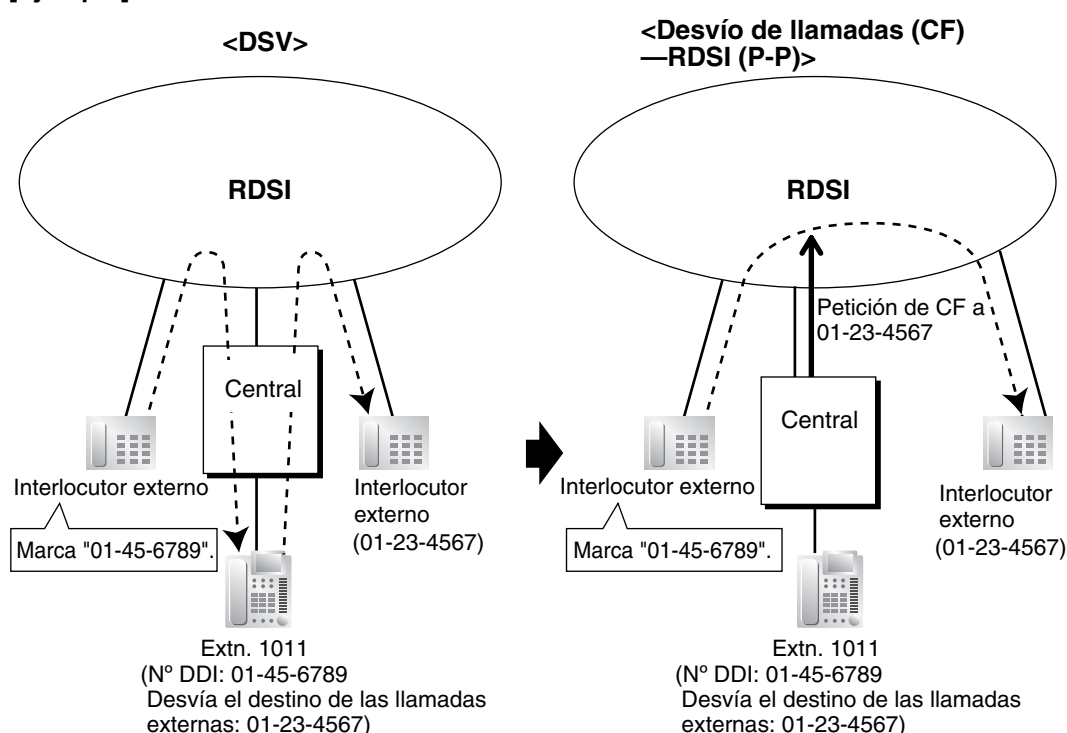 <DSV>
RDSI
Central
Interlocutor externo
Marca "01-45-6789".
Interlocutor
externo
(01-23-4567)
Extn. 1011
(Nº DDI: 01-45-6789
Desvía el destino de las llamadas
externas: 01-23-4567)
<Desvío de llamadas (CF)
—RDSI (P-P)>
RDSI
Petición de CF a
01-23-4567
Central
Interlocutor externo
Marca "01-45-6789".
Interlocutor
externo
(01-23-4567)
Extn. 1011
(Nº DDI: 01-45-6789
Desvía el destino de las llamadas
externas: 01-23-4567)